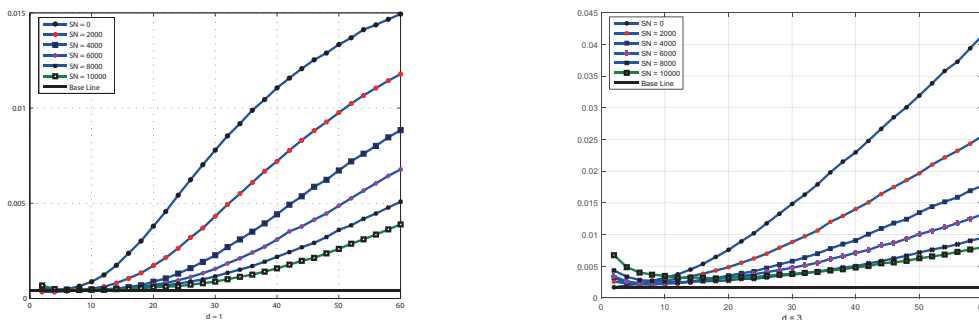 0.015
0.01
0.005
0
0
10
20
30
40
50
60
d = 1
SN = 0
SN = 2000
SN = 4000
SN = 6000
SN = 8000
SN = 10000
Base Line
0.045
0.04
0.035
0.03
0.025
0.02
0.015
0.01
0.005
0
0
10
20
30
40
50
d = 3
SN = 0
SN = 2000
SN = 4000
SN = 6000
SN = 8000
SN = 10000
Base Line